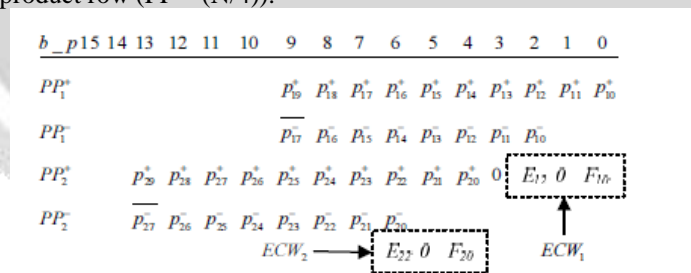 product row (PP = (N/4)).
b_p15 14 13 12 11 10 9 8 7 6 5 4 3 2 1 0
PP₁⁺ p₁₉⁺ p₁₈⁺ p₁₇⁺ p₁₆⁺ p₁₅⁺ p₁₄⁺ p₁₃⁺ p₁₂⁺ p₁₁⁺ p₁₀⁺
PP₁⁻ p₁₇⁻ p₁₆⁻ p₁₅⁻ p₁₄⁻ p₁₃⁻ p₁₂⁻ p₁₁⁻ p₁₀⁻
PP₂⁺ p₂₉⁺ p₂₈⁺ p₂₇⁺ p₂₆⁺ p₂₅⁺ p₂₄⁺ p₂₃⁺ p₂₂⁺ p₂₁⁺ p₂₀⁺ 0 E₁₂ 0 F₁₀
PP₂⁻ p₂₇⁻ p₂₆⁻ p₂₅⁻ p₂₄⁻ p₂₃⁻ p₂₂⁻ p₂₁⁻ p₂₀⁻
ECW₂ E₂₂ 0 F₂₀ ECW₁